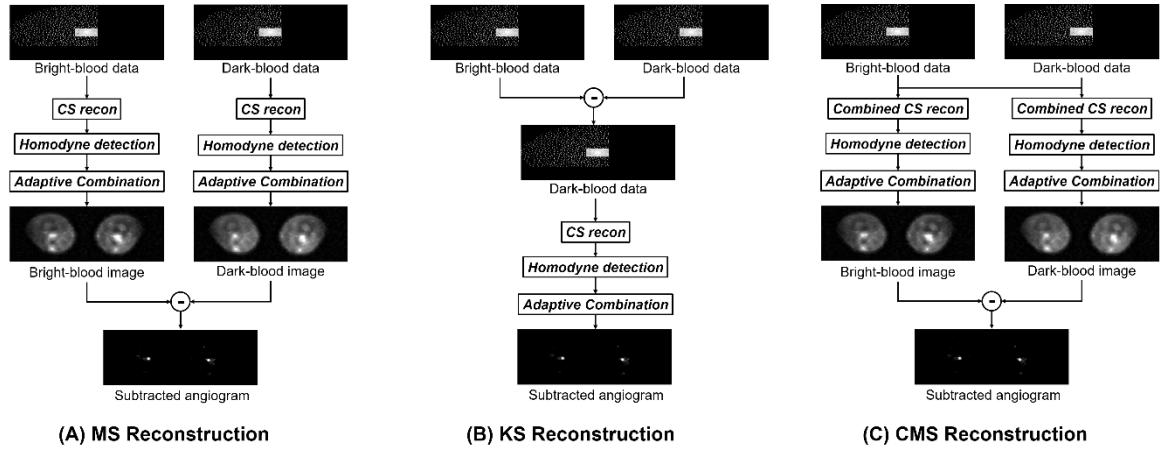 Bright-blood data
Dark-blood data
CS recon
CS recon
Homodyne detection
Homodyne detection
Adaptive Combination
Adaptive Combination
Bright-blood image
Dark-blood image
-
Subtracted angiogram
(A) MS Reconstruction
Bright-blood data
Dark-blood data
-
Dark-blood data
CS recon
Homodyne detection
Adaptive Combination
Subtracted angiogram
(B) KS Reconstruction
Bright-blood data
Dark-blood data
Combined CS recon
Combined CS recon
Homodyne detection
Homodyne detection
Adaptive Combination
Adaptive Combination
Bright-blood image
Dark-blood image
-
Subtracted angiogram
(C) CMS Reconstruction